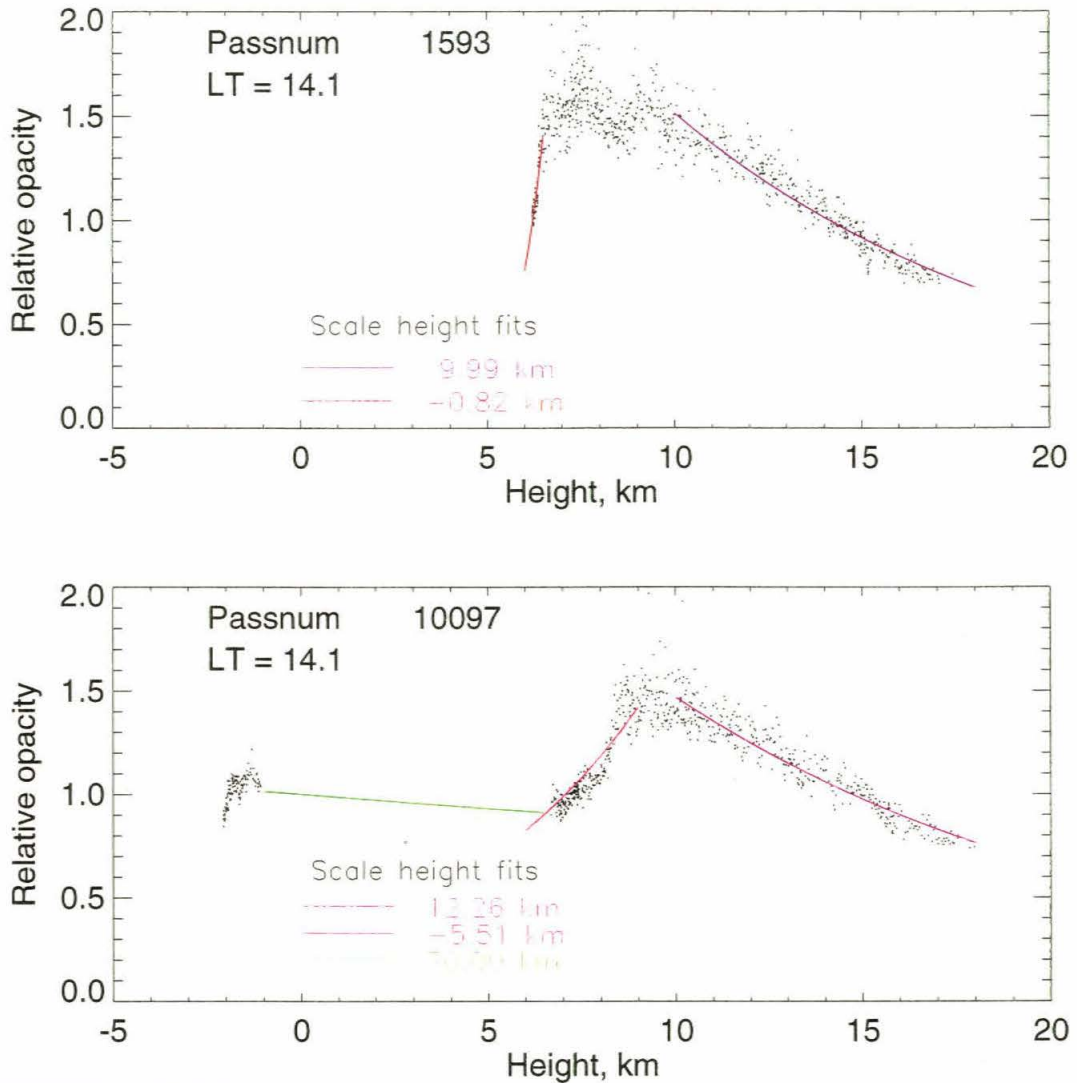 2.0
1.5
1.0
0.5
0.0
Relative opacity
Passnum 1593
LT = 14.1
Scale height fits
9.99 km
-0.82 km
-5 0 5 10 15 20
Height, km
2.0
1.5
1.0
0.5
0.0
Relative opacity
Passnum 10097
LT = 14.1
Scale height fits
12.26 km
-5.51 km
km
-5 0 5 10 15 20
Height, km